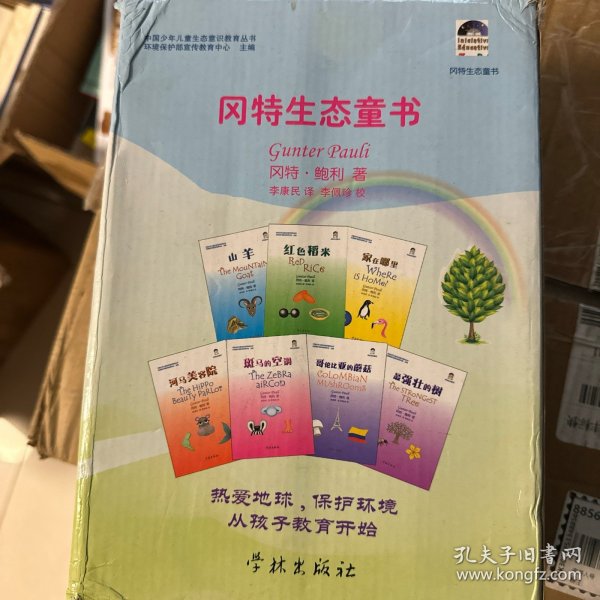 中国少年儿童生态意识教育丛书
环境保护部宣传教育中心 主编
冈特生态童书
冈特生态童书
Gunter Pauli
冈特·鲍利 著
李康民 译 李佩珍 校
山羊
The Mountain
Goat
红色稻米
Red
Rice
家在哪里
Where
is Home?
河马美容院
The Hippo
Beauty Parlor
斑马的空调
The Zebra
airCon
哥伦比亚的蘑菇
Colombian
Mushrooms
最强壮的树
The Strongest
Tree
热爱地球，保护环境
从孩子教育开始
学林出版社
8856
孔夫子旧书网
www.kongfz.com